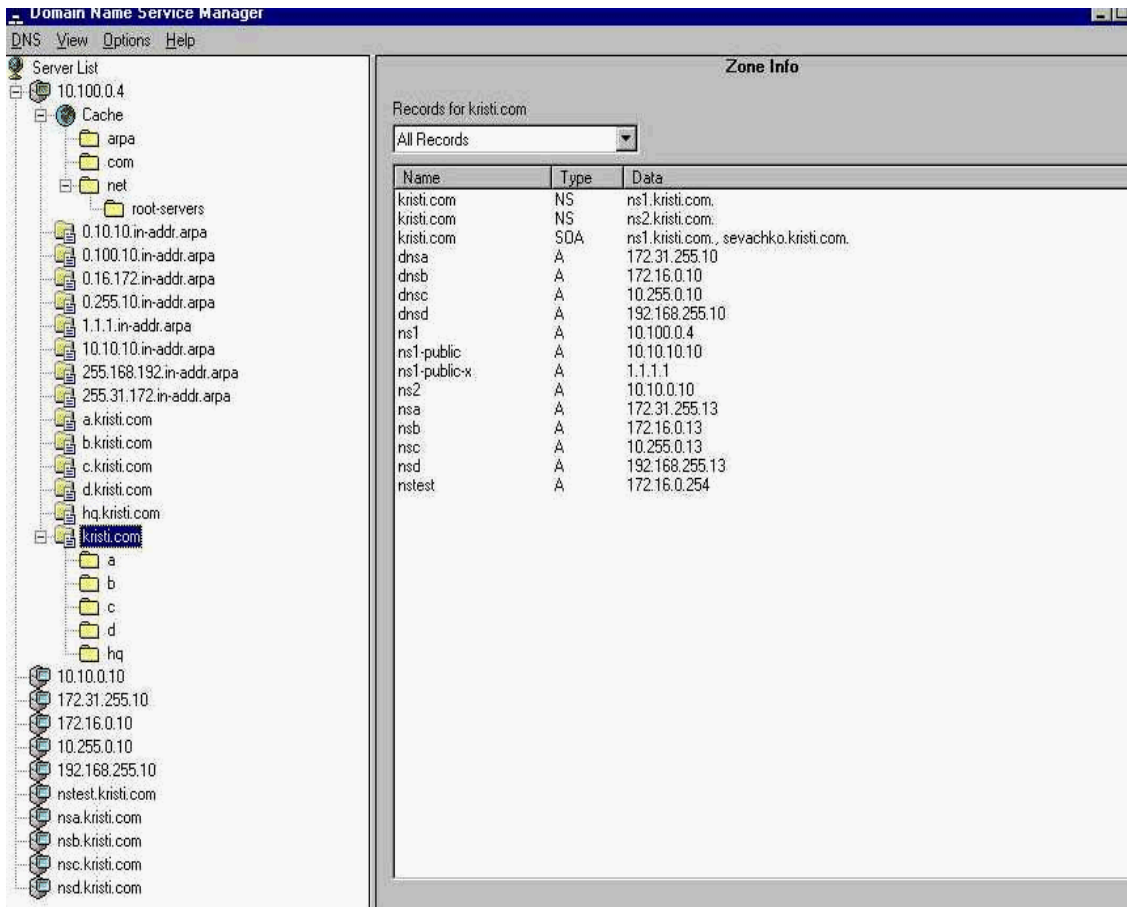 Domain Name Service Manager
DNS View Options Help
Server List
10.100.0.4
Cache
arpa
com
net
root-servers
0.10.10.in-addr.arpa
0.100.10.in-addr.arpa
0.16.172.in-addr.arpa
0.255.10.in-addr.arpa
1.1.1.in-addr.arpa
10.10.10.in-addr.arpa
255.168.192.in-addr.arpa
255.31.172.in-addr.arpa
a.kristi.com
b.kristi.com
c.kristi.com
d.kristi.com
hq.kristi.com
kristi.com
a
b
c
d
hq
10.10.0.10
172.31.255.10
172.16.0.10
10.255.0.10
192.168.255.10
nstest.kristi.com
nsa.kristi.com
nsb.kristi.com
nsc.kristi.com
nsd.kristi.com
Zone Info
Records for kristi.com
All Records
Name Type Data
kristi.com NS ns1.kristi.com.
kristi.com NS ns2.kristi.com.
kristi.com SOA ns1.kristi.com., sevachko.kristi.com.
dnsa A 172.31.255.10
dnsb A 172.16.0.10
dnsc A 10.255.0.10
dnsd A 192.168.255.10
ns1 A 10.100.0.4
ns1-public A 10.10.10.10
ns1-public-x A 1.1.1.1
ns2 A 10.10.0.10
nsa A 172.31.255.13
nsb A 172.16.0.13
nsc A 10.255.0.13
nsd A 192.168.255.13
nstest A 172.16.0.254